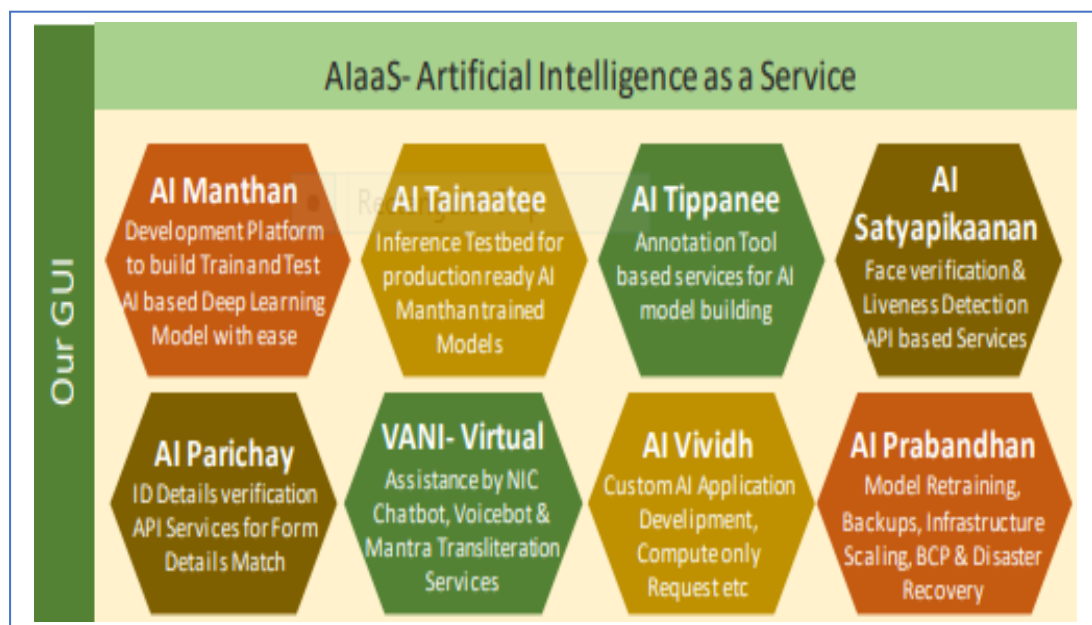 AIaaS- Artificial Intelligence as a Service
Our GUI
AI Manthan
Development Platform
to build Train and Test
AI based Deep Learning
Model with ease
AI Tainaatee
Inference Testbed for
production ready AI
Manthan trained
Models
AI Tippanee
Annotation Tool
based services for AI
model building
AI
Satyapikaanan
Face verification &
Liveness Detection
API based Services
AI Parichay
ID Details verification
API Services for Form
Details Match
VANI- Virtual
Assistance by NIC
Chatbot, Voicebot &
Mantra Transliteration
Services
AI Vividh
Custom AI Application
Development,
Compute only
Request etc
AI Prabandhan
Model Retraining,
Backups, Infrastructure
Scaling, BCP & Disaster
Recovery